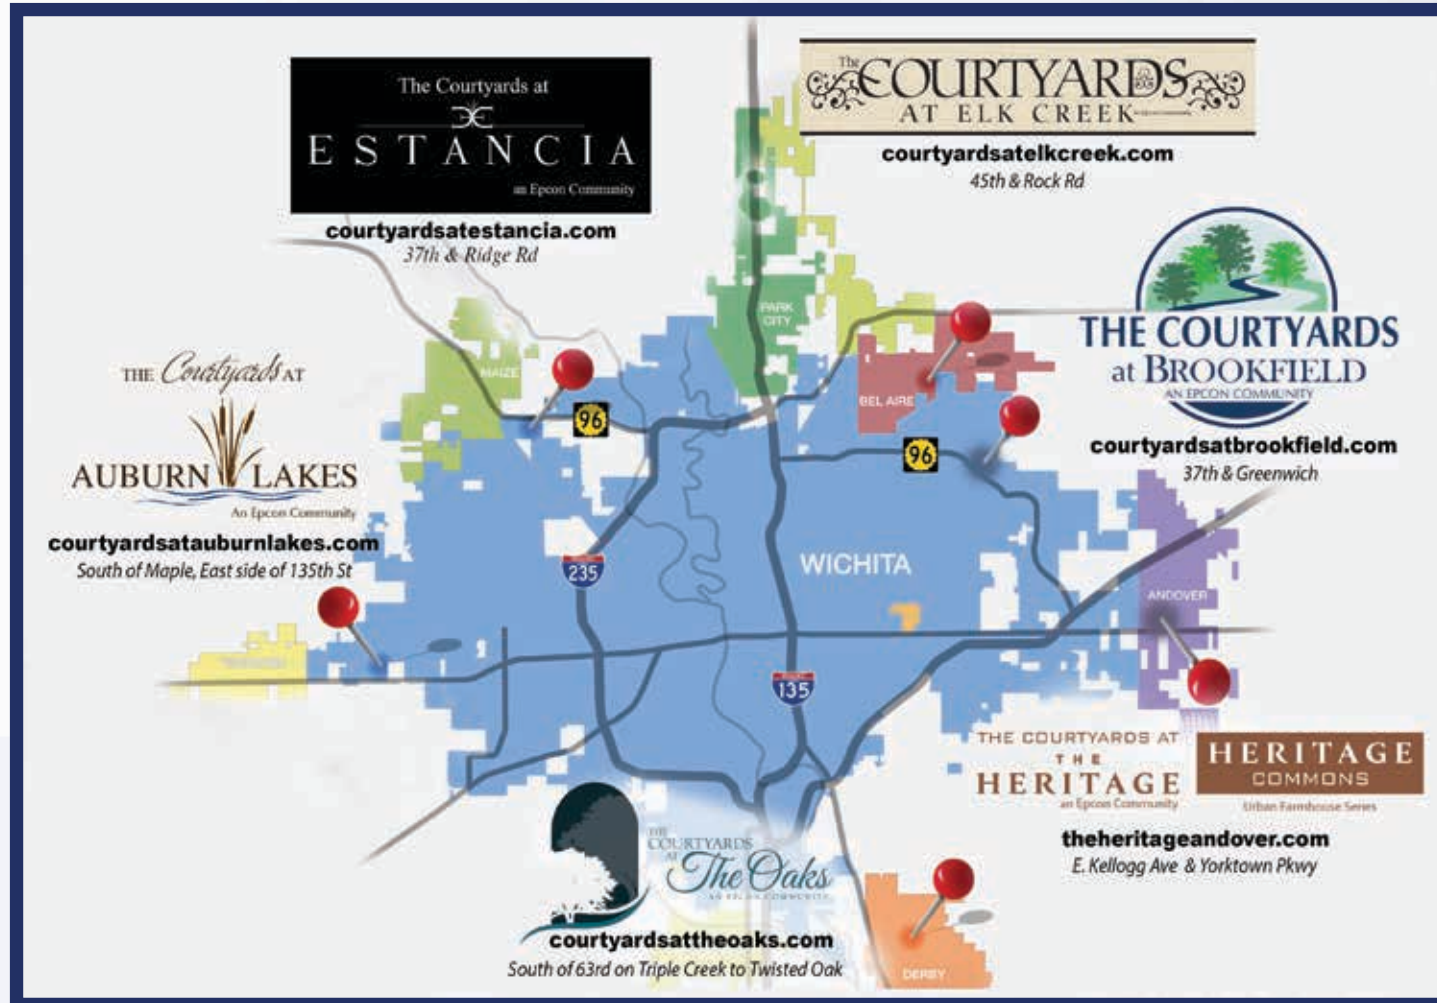 The Courtyards at
ESTANCIA
an Epcon Community
courtyardsatestancia.com
37th & Ridge Rd
The
COURTYARDS
AT ELK CREEK
courtyardsatelkcreek.com
45th & Rock Rd
THE COURTYARDS
at BROOKFIELD
AN EPCON COMMUNITY
courtyardsatbrookfield.com
37th & Greenwich
THE Courtyards AT
AUBURN LAKES
An Epcon Community
courtyardsatauburnlakes.com
South of Maple, East side of 135th St
PARK
CITY
MAIZE
BEL AIRE
96
96
235
WICHITA
ANDOVER
135
THE COURTYARDS AT
THE
HERITAGE
an Epcon Community
HERITAGE
COMMONS
Urban Farmhouse Series
theheritageandover.com
E. Kellogg Ave & Yorktown Pkwy
THE
COURTYARDS
AT
The Oaks
AN EPCON COMMUNITY
courtyardsattheoaks.com
South of 63rd on Triple Creek to Twisted Oak
DERBY